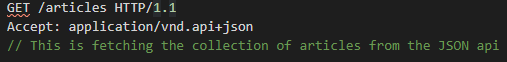 GET /articles HTTP/1.1
Accept: application/vnd.api+json
// This is fetching the collection of articles from the JSON api